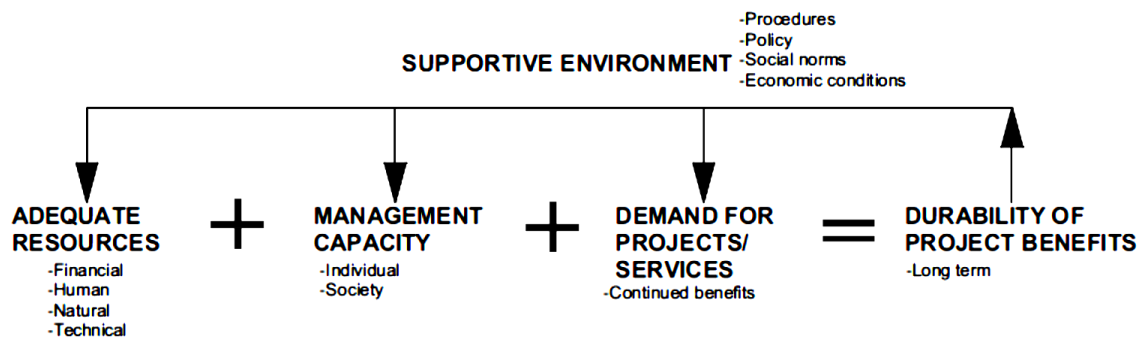 SUPPORTIVE ENVIRONMENT
-Procedures
-Policy
-Social norms
-Economic conditions
ADEQUATE
RESOURCES
-Financial
-Human
-Natural
-Technical
+
MANAGEMENT
CAPACITY
-Individual
-Society
+
DEMAND FOR
PROJECTS/
SERVICES
-Continued benefits
=
DURABILITY OF
PROJECT BENEFITS
-Long term